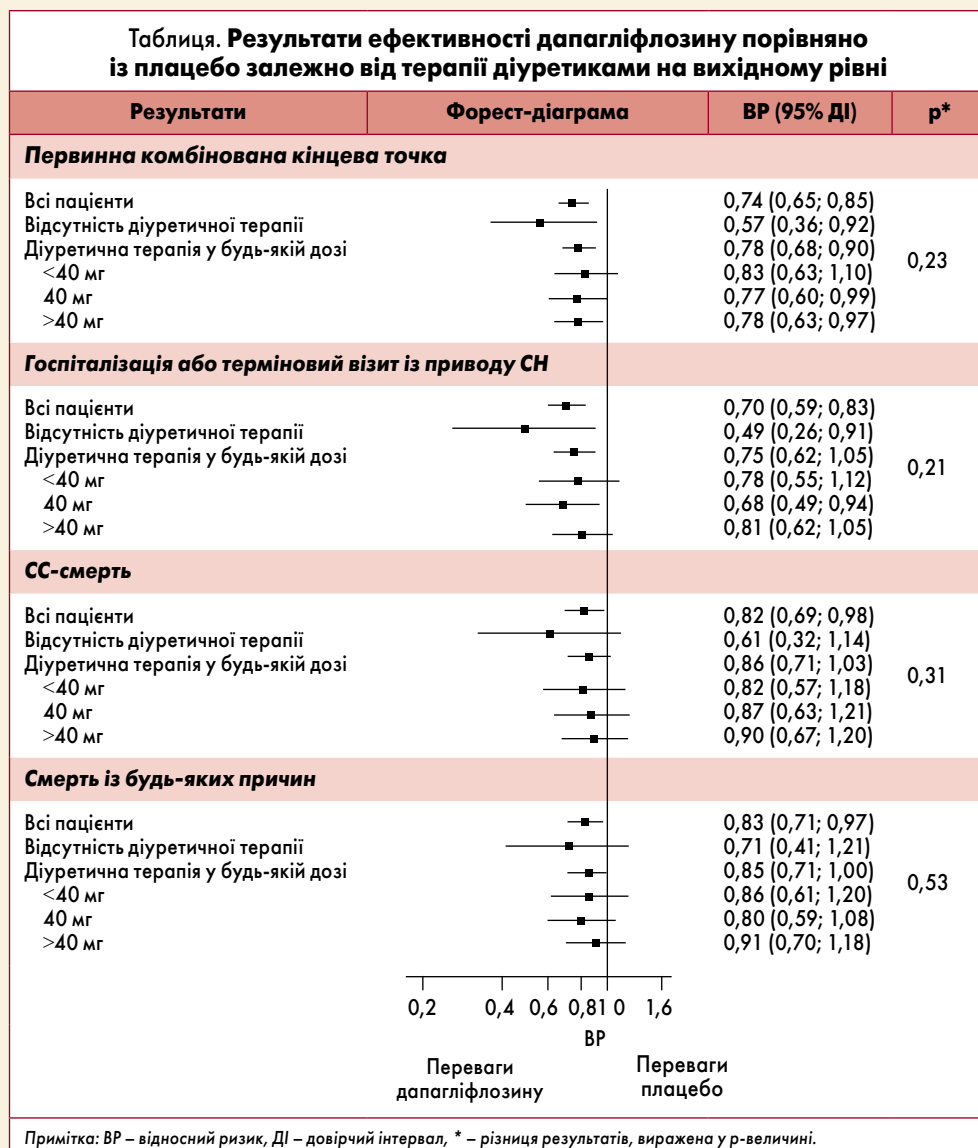 Таблиця. Результати ефективності дапагліфлозину порівняно
із плацебо залежно від терапії діуретиками на вихідному рівні
Результати Форест-діаграма ВР (95% ДІ) p*
Первинна комбінована кінцева точка
Всі пацієнти 0,74 (0,65; 0,85)
Відсутність діуретичної терапії 0,57 (0,36; 0,92)
Діуретична терапія у будь-якій дозі 0,78 (0,68; 0,90)
<40 мг 0,83 (0,63; 1,10)
40 мг 0,77 (0,60; 0,99)
>40 мг 0,78 (0,63; 0,97)
0,23
Госпіталізація або терміновий візит із приводу СН
Всі пацієнти 0,70 (0,59; 0,83)
Відсутність діуретичної терапії 0,49 (0,26; 0,91)
Діуретична терапія у будь-якій дозі 0,75 (0,62; 1,05)
<40 мг 0,78 (0,55; 1,12)
40 мг 0,68 (0,49; 0,94)
>40 мг 0,81 (0,62; 1,05)
0,21
СС-смерть
Всі пацієнти 0,82 (0,69; 0,98)
Відсутність діуретичної терапії 0,61 (0,32; 1,14)
Діуретична терапія у будь-якій дозі 0,86 (0,71; 1,03)
<40 мг 0,82 (0,57; 1,18)
40 мг 0,87 (0,63; 1,21)
>40 мг 0,90 (0,67; 1,20)
0,31
Смерть із будь-яких причин
Всі пацієнти 0,83 (0,71; 0,97)
Відсутність діуретичної терапії 0,71 (0,41; 1,21)
Діуретична терапія у будь-якій дозі 0,85 (0,71; 1,00)
<40 мг 0,86 (0,61; 1,20)
40 мг 0,80 (0,59; 1,08)
>40 мг 0,91 (0,70; 1,18)
0,53
0,2 0,4 0,6 0,81 0 1,6
ВР
Переваги Переваги
дапагліфлозину плацебо
Примітка: ВР – відносний ризик, ДІ – довірчий інтервал, * – різниця результатів, виражена у р-величині.